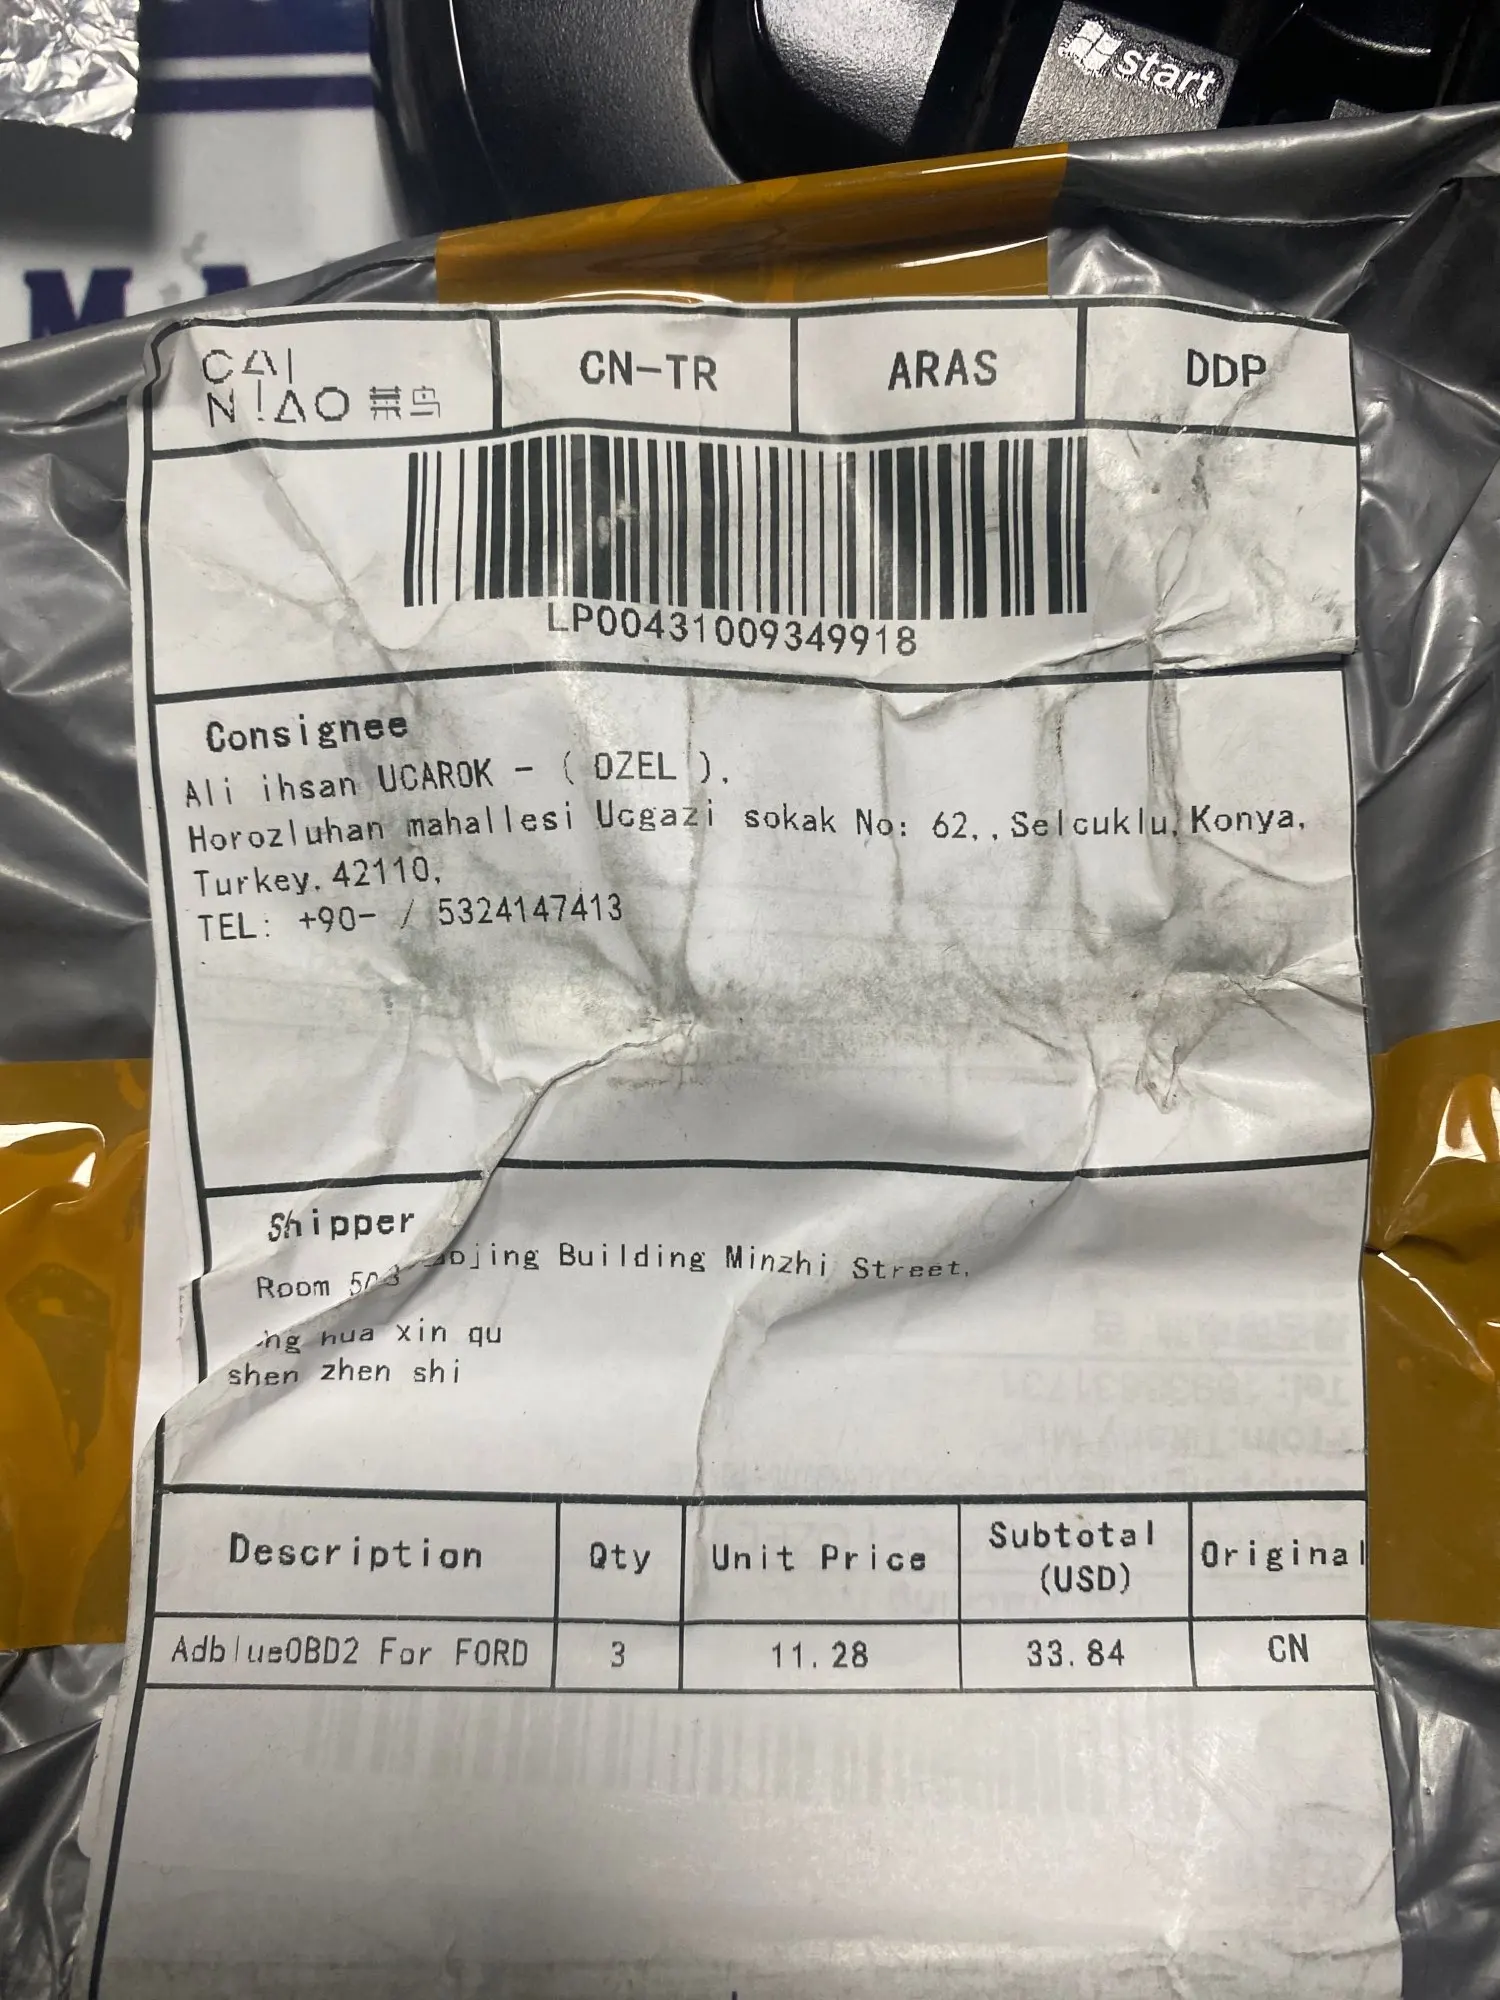 start
CAI
NIAO 菜鸟
CN-TR
ARAS
DDP
LP00431009349918
Consignee
Ali ihsan UCAROK - ( OZEL ),
Horozluhan mahallesi Ucgazi sokak No: 62,,Selcuklu,Konya,
Turkey,42110,
TEL: +90- / 5324147413
Shipper
Room 503 Building Minzhi Street,
hua xin qu
shen zhen shi
Description Qty Unit Price Subtotal (USD) Original
AdblueOBD2 For FORD 3 11.28 33.84 CN